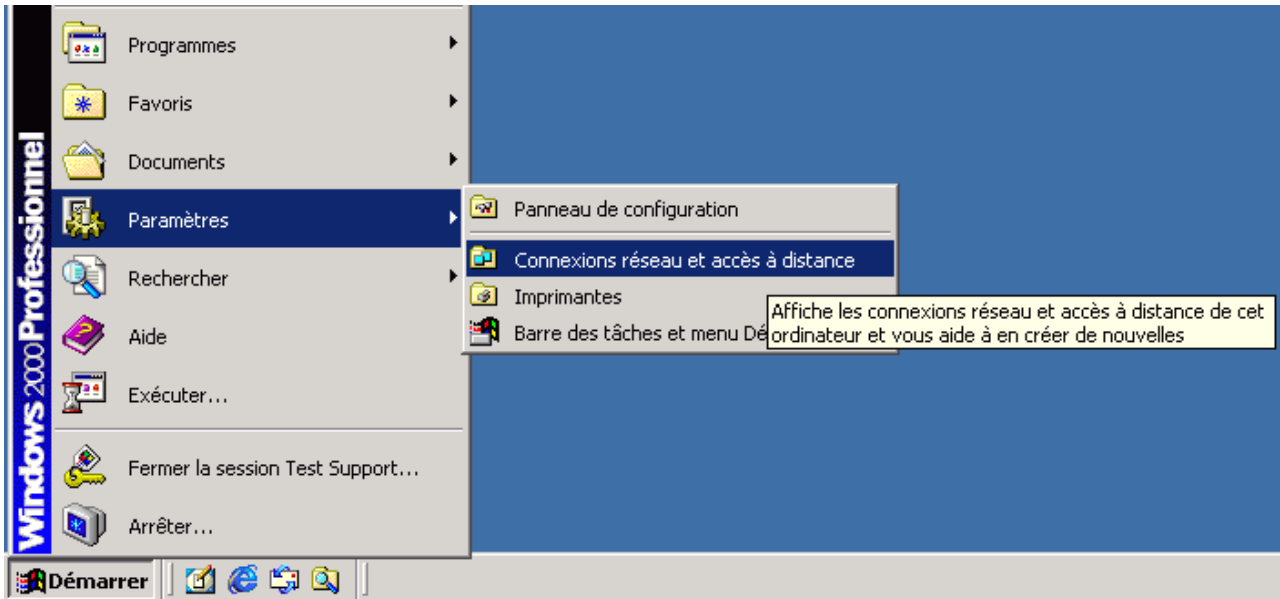 Windows 2000 Professionnel
Programmes
Favoris
Documents
Paramètres
Rechercher
Aide
Exécuter...
Fermer la session Test Support...
Arrêter...
Panneau de configuration
Connexions réseau et accès à distance
Imprimantes
Barre des tâches et menu Dé
Affiche les connexions réseau et accès à distance de cet
ordinateur et vous aide à en créer de nouvelles
Démarrer